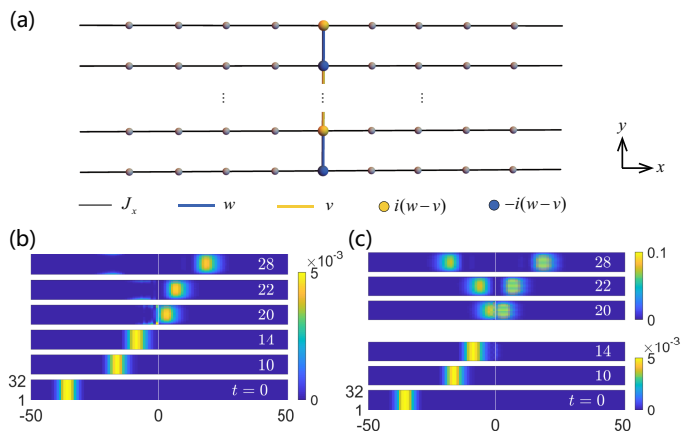 (a)
⋮ ⋮ ⋮
y
x
J_x w v i(w−v) −i(w−v)
(b)
28
22
20
14
10
t = 0
32
1
-50 0 50
×10^-3
5
0
(c)
28
22
20
14
10
t = 0
32
1
-50 0 50
0.1
0
×10^-3
5
0